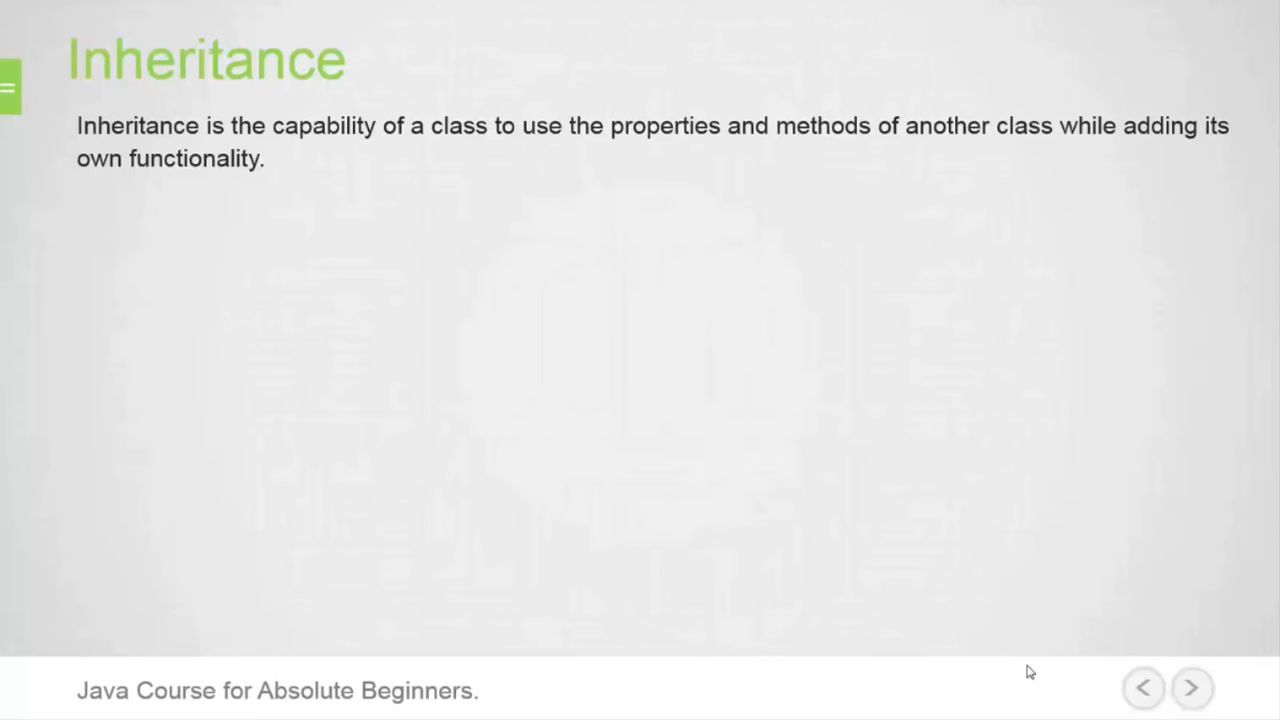 Inheritance
Inheritance is the capability of a class to use the properties and methods of another class while adding its
own functionality.
Java Course for Absolute Beginners.